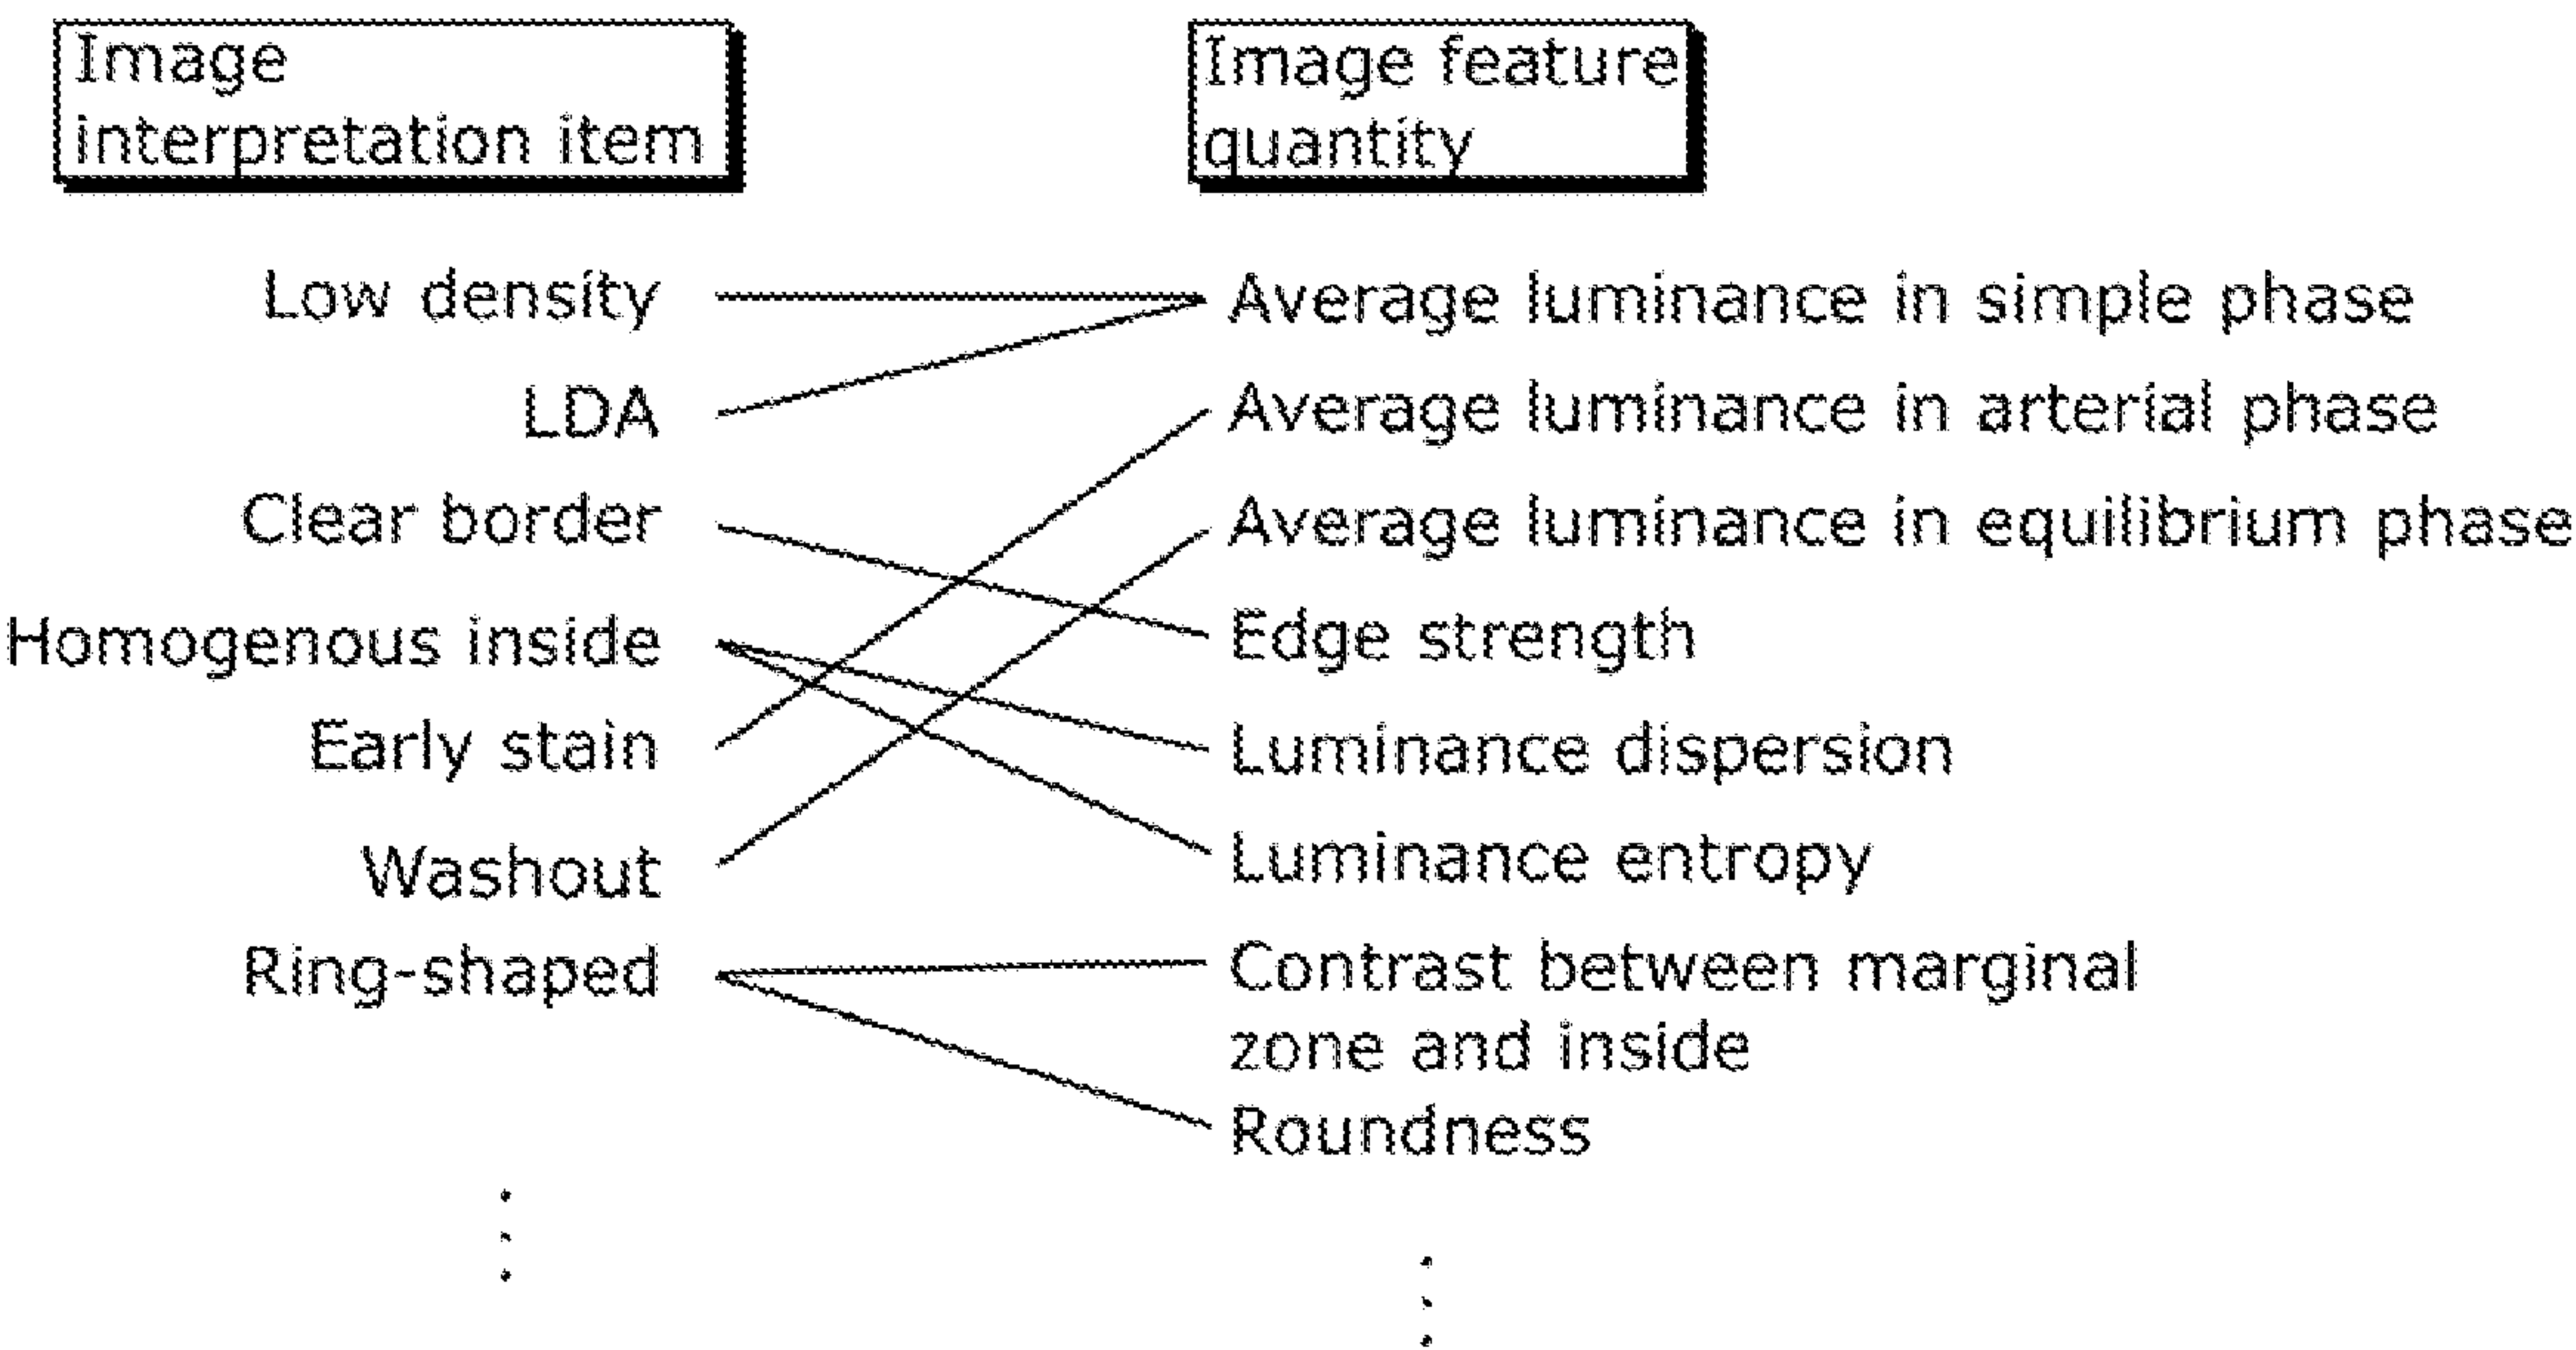 Image
interpretation item
Image feature
quantity
Low density
LDA
Clear border
Homogenous inside
Early stain
Washout
Ring-shaped
Average luminance in simple phase
Average luminance in arterial phase
Average luminance in equilibrium phase
Edge strength
Luminance dispersion
Luminance entropy
Contrast between marginal
zone and inside
Roundness